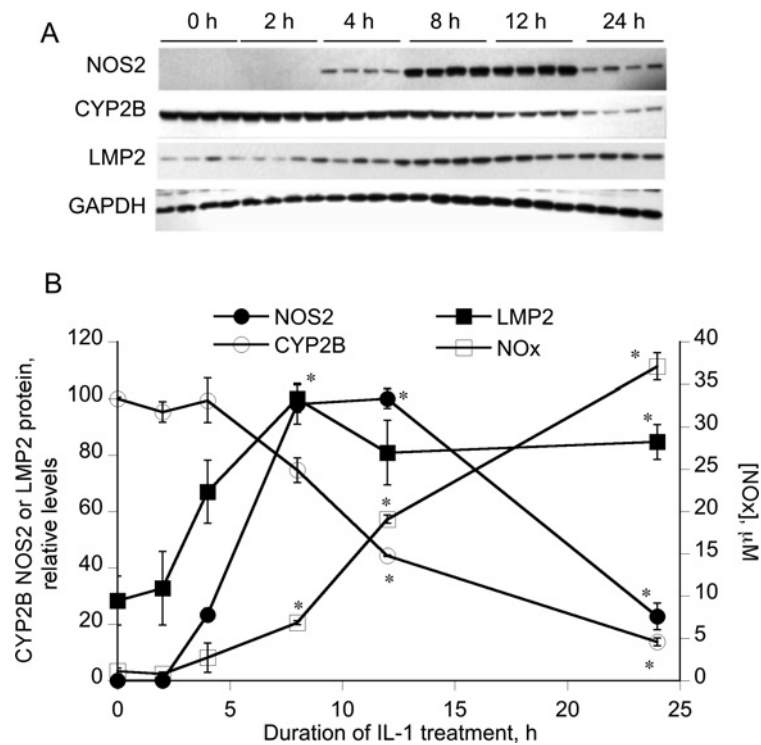 A
0 h 2 h 4 h 8 h 12 h 24 h
NOS2
CYP2B
LMP2
GAPDH
B
NOS2 LMP2
CYP2B NOx
120 40
100 35
80 30
60 25
40 20
20 15
0 10
5
0
CYP2B NOS2 or LMP2 protein,
relative levels
[NOx], μM
* * * * * * * * *
0 5 10 15 20 25
Duration of IL-1 treatment, h